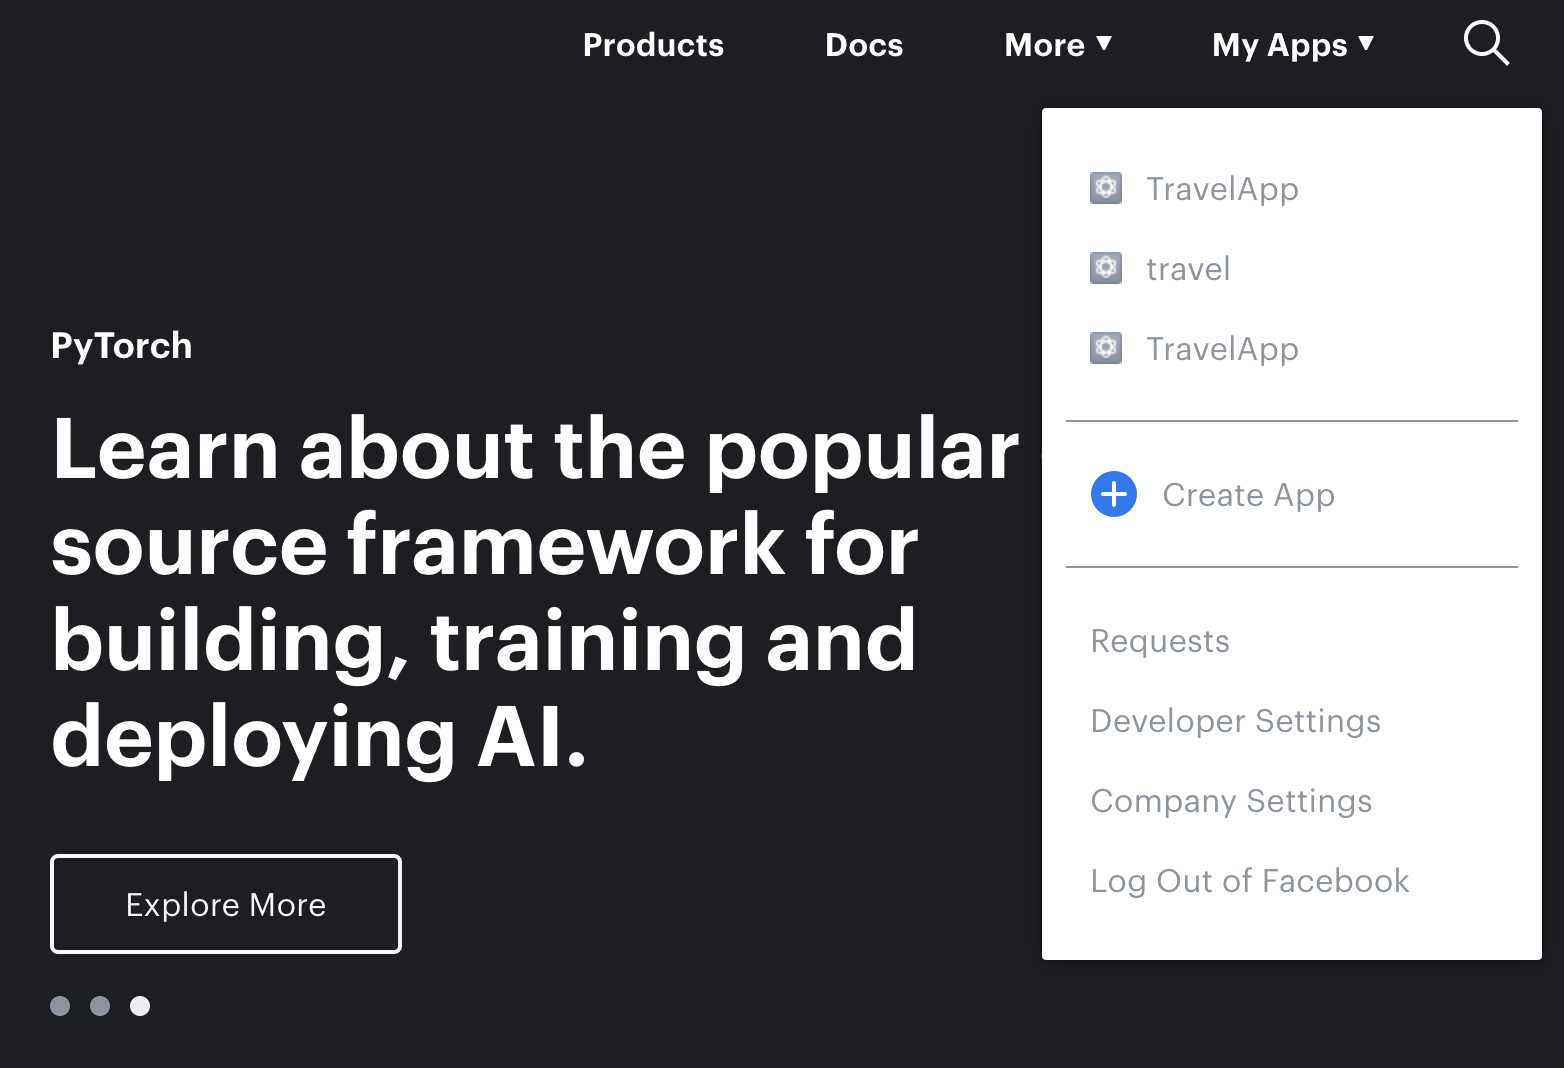 Products Docs More My Apps
TravelApp
travel
TravelApp
Create App
Requests
Developer Settings
Company Settings
Log Out of Facebook
PyTorch
Learn about the popular
source framework for
building, training and
deploying AI.
Explore More